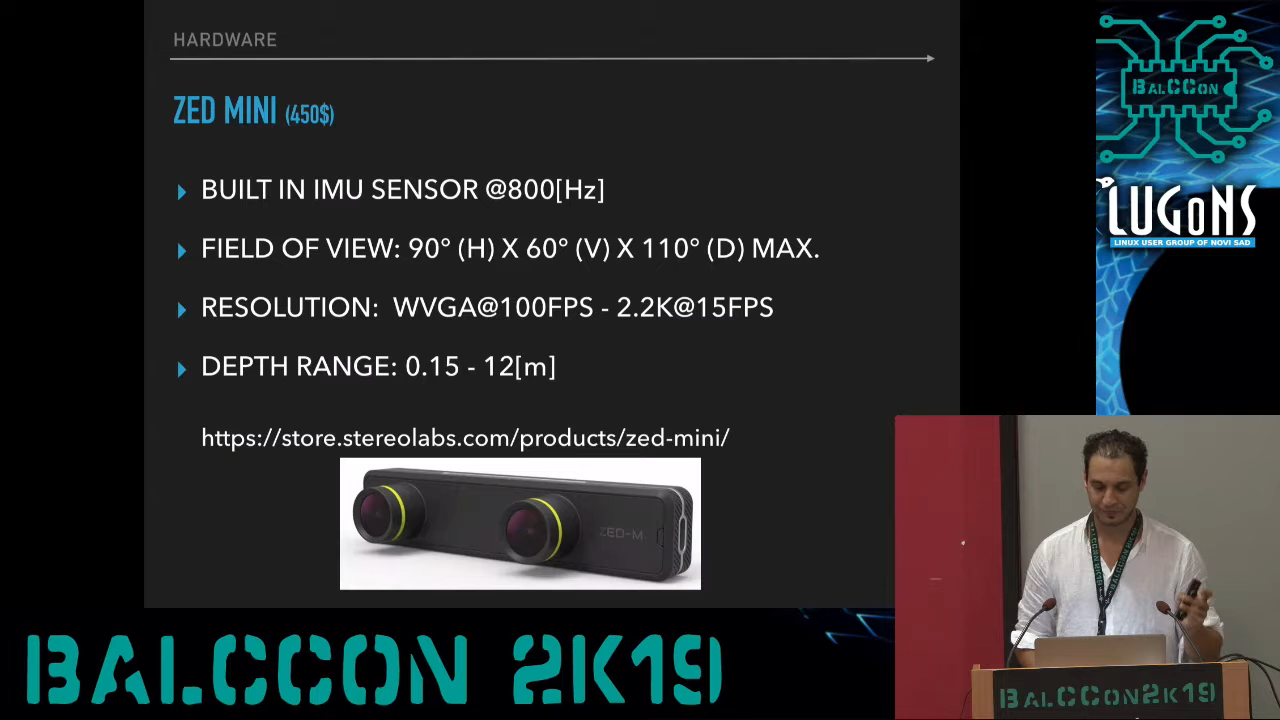 HARDWARE
ZED MINI (450$)
BUILT IN IMU SENSOR @800[Hz]
FIELD OF VIEW: 90° (H) X 60° (V) X 110° (D) MAX.
RESOLUTION: WVGA@100FPS - 2.2K@15FPS
DEPTH RANGE: 0.15 - 12[m]
https://store.stereolabs.com/products/zed-mini/
ZED-M
BALCCON
LUGONS
LINUX USER GROUP OF NOVI SAD
BALCCON 2K19
BALCCON 2K19
BALCCON2K19